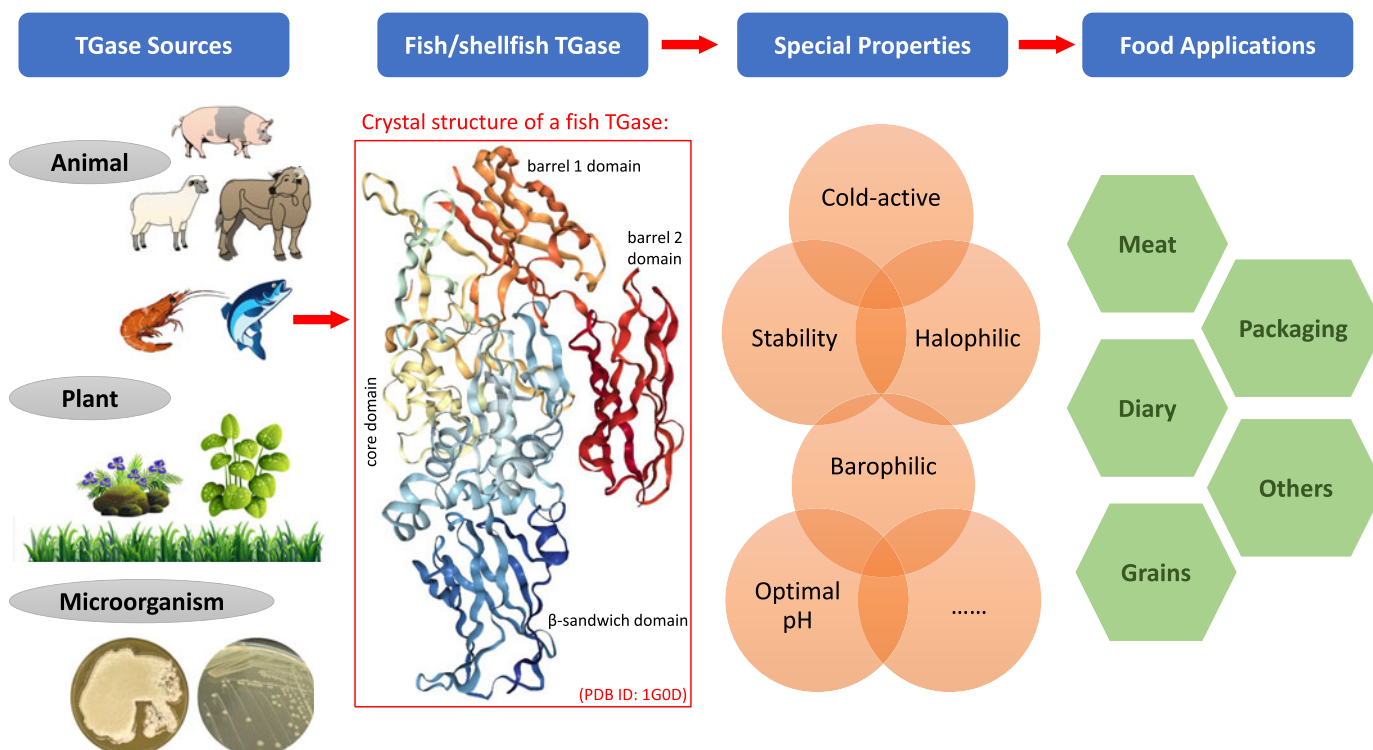 TGase Sources
Fish/shellfish TGase
Special Properties
Food Applications
Animal
Plant
Microorganism
Crystal structure of a fish TGase:
barrel 1 domain
barrel 2
domain
core domain
β-sandwich domain
(PDB ID: 1G0D)
Cold-active
Stability
Halophilic
Barophilic
Optimal
pH
......
Meat
Packaging
Diary
Others
Grains